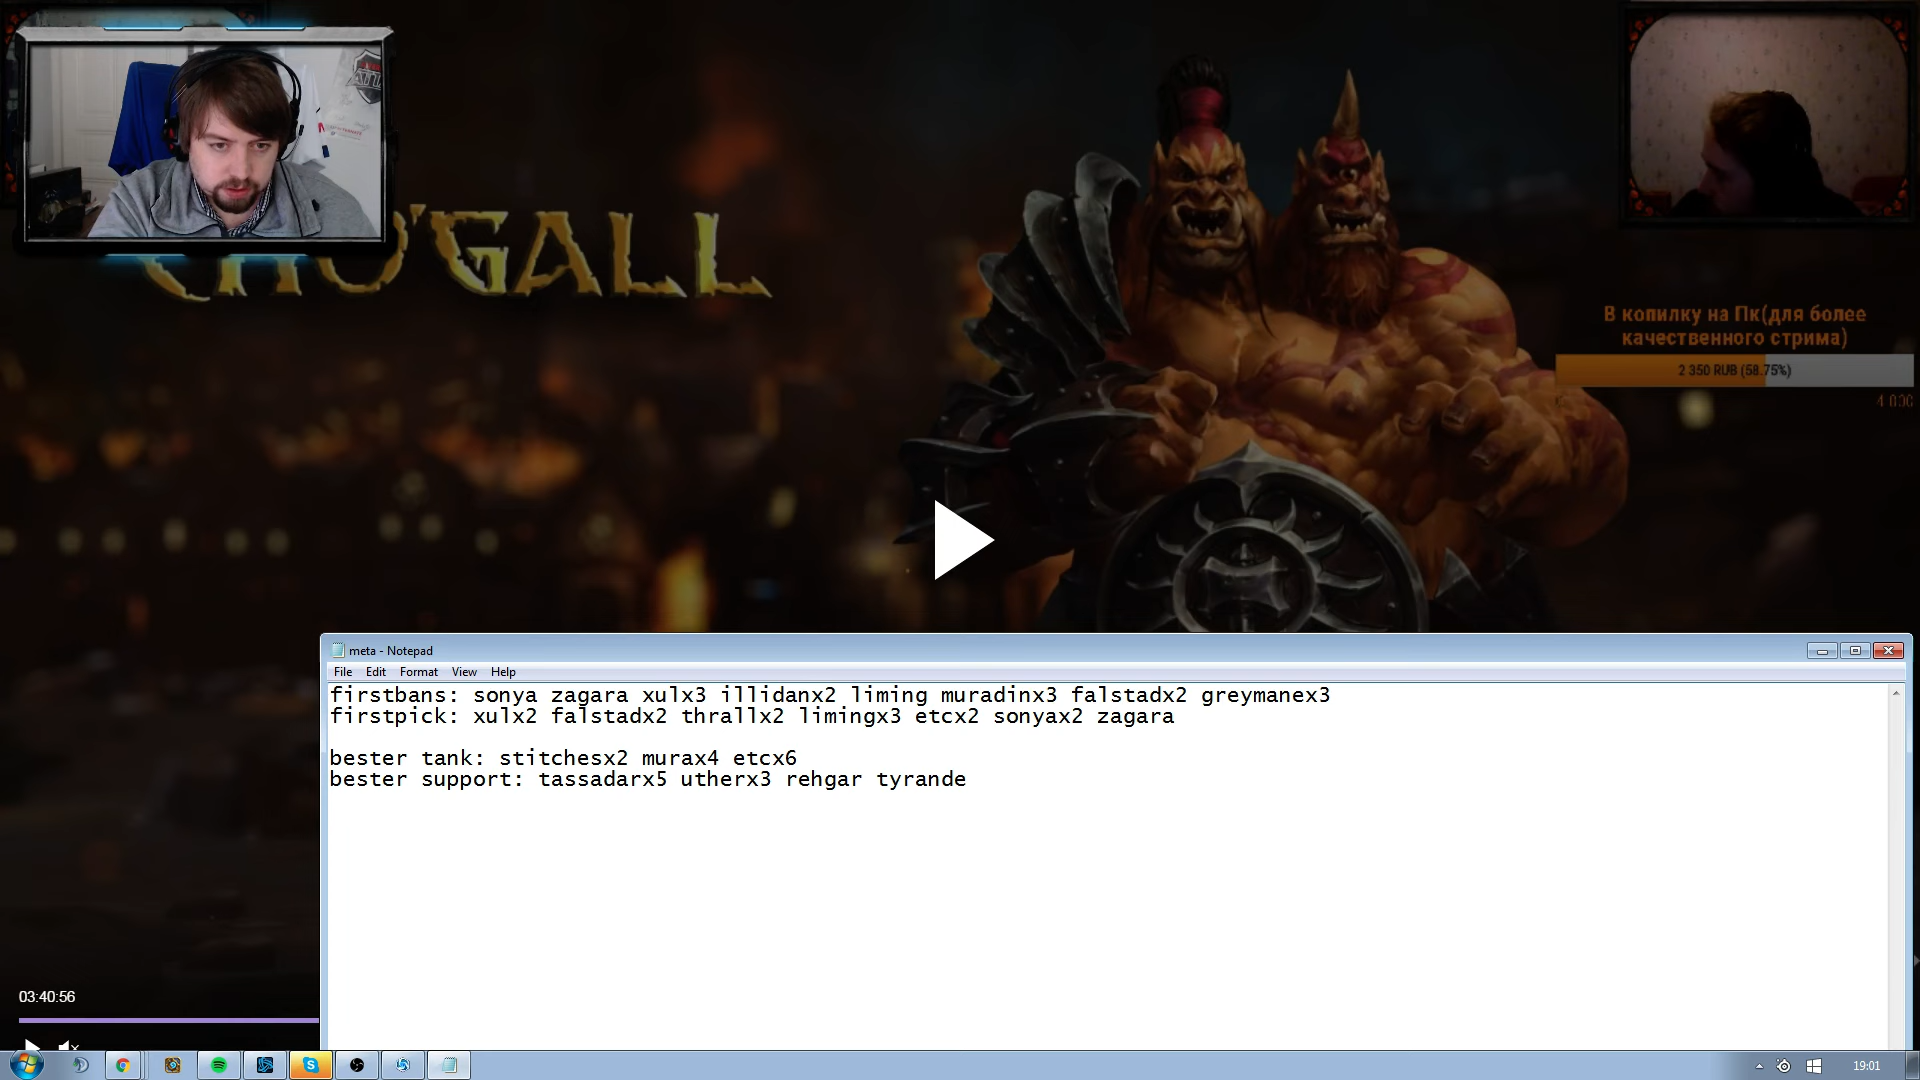 'GALL
В копилку на Пк(для более
качественного стрима)
2 350 RUB (58.75%)
meta - Notepad
File Edit Format View Help
firstbans: sonya zagara xulx3 illidanx2 liming muradinx3 falstadx2 greymanex3
firstpick: xulx2 falstadx2 thrallx2 limingx3 etcx2 sonyax2 zagara
bester tank: stitchesx2 murax4 etcx6
bester support: tassadarx5 utherx3 rehgar tyrande
03:40:56
19:01